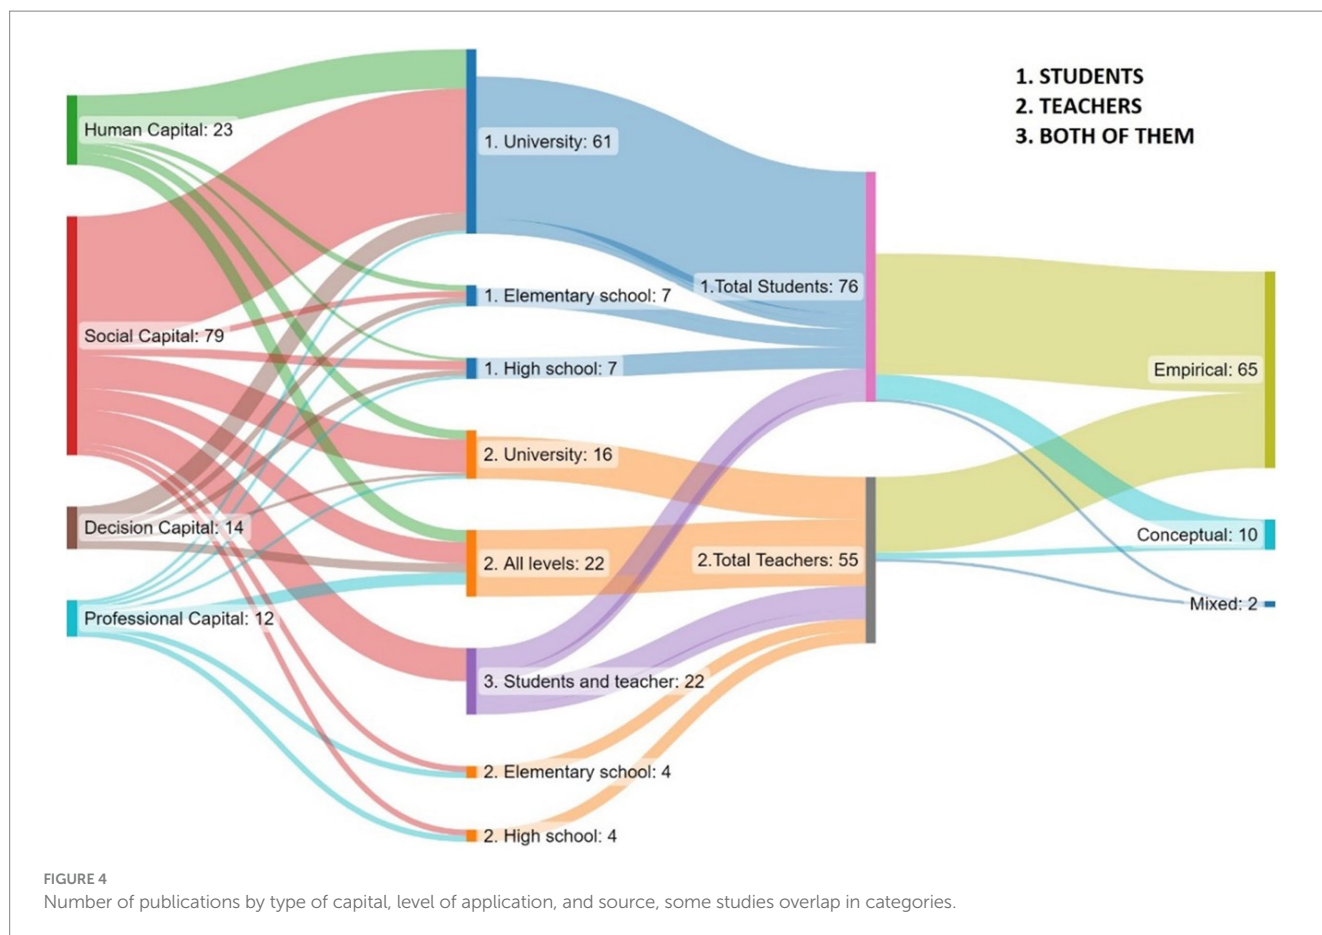 1. STUDENTS
2. TEACHERS
3. BOTH OF THEM
Human Capital: 23
Social Capital: 79
Decision Capital: 14
Professional Capital: 12
1. University: 61
1. Elementary school: 7
1. High school: 7
2. University: 16
2. All levels: 22
3. Students and teacher: 22
2. Elementary school: 4
2. High school: 4
1.Total Students: 76
2.Total Teachers: 55
Empirical: 65
Conceptual: 10
Mixed: 2
FIGURE 4
Number of publications by type of capital, level of application, and source, some studies overlap in categories.